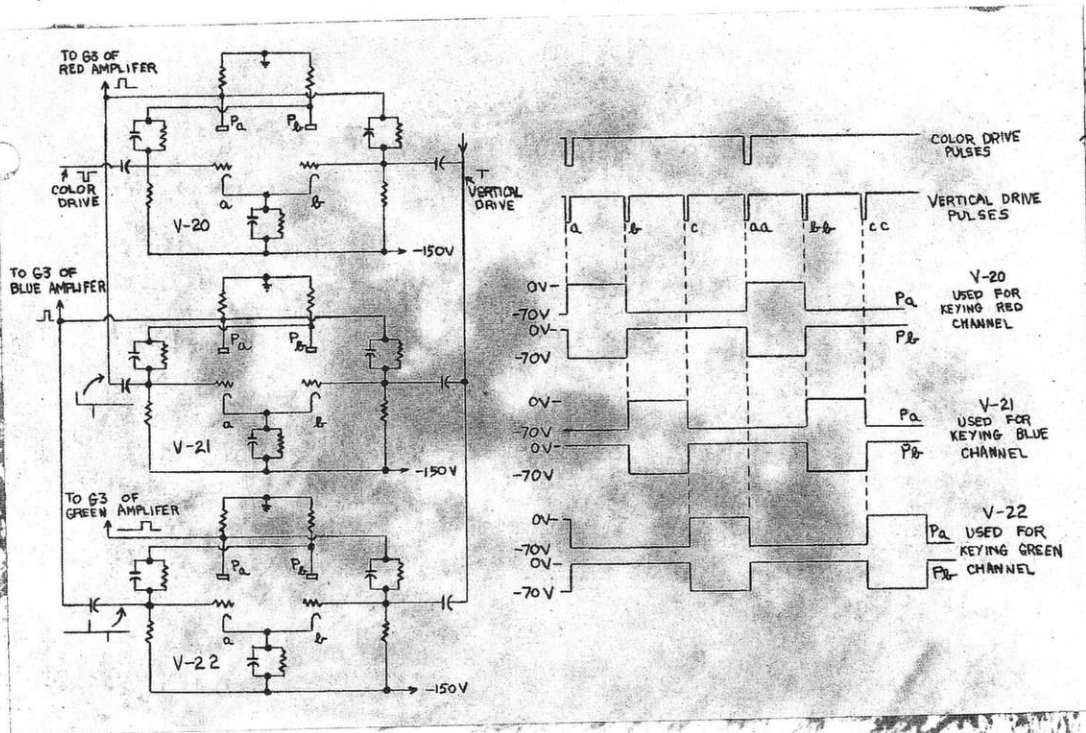 TO G3 OF
RED AMPLIFER
Pa
Pb
COLOR
DRIVE
a
b
V-20
VERTICAL
DRIVE
-150V
TO G3 OF
BLUE AMPLIFER
Pa
Pb
a
b
V-21
-150V
TO G3 OF
GREEN AMPLIFER
Pa
Pb
a
b
V-22
-150V
COLOR DRIVE
PULSES
VERTICAL DRIVE
PULSES
a
b
c
aa
bb
cc
0V
-70V
0V
-70V
Pa
Pb
V-20
USED FOR
KEYING RED
CHANNEL
0V
-70V
0V
-70V
Pa
Pb
V-21
USED FOR
KEYING BLUE
CHANNEL
0V
-70V
0V
-70V
Pa
Pb
V-22
USED FOR
KEYING GREEN
CHANNEL